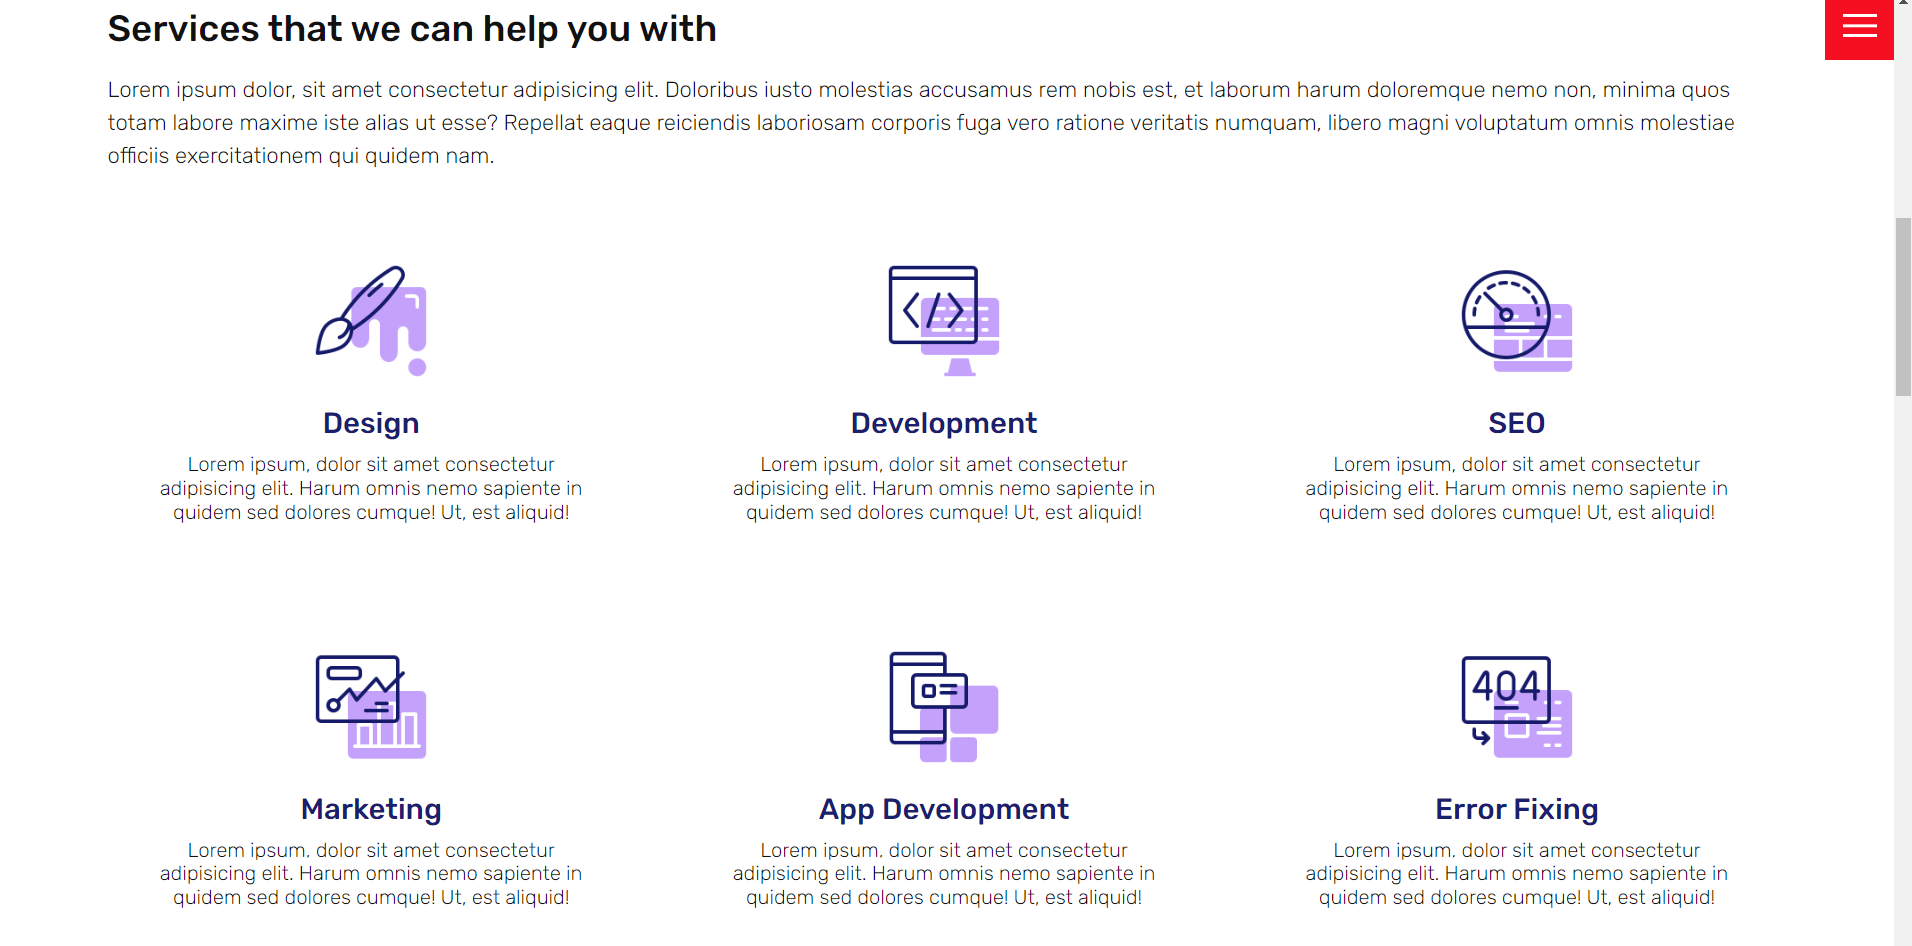 Services that we can help you with
Lorem ipsum dolor, sit amet consectetur adipisicing elit. Doloribus iusto molestias accusamus rem nobis est, et laborum harum doloremque nemo non, minima quos
totam labore maxime iste alias ut esse? Repellat eaque reiciendis laboriosam corporis fuga vero ratione veritatis numquam, libero magni voluptatum omnis molestiae
officiis exercitationem qui quidem nam.
Design
Lorem ipsum, dolor sit amet consectetur
adipisicing elit. Harum omnis nemo sapiente in
quidem sed dolores cumque! Ut, est aliquid!
</>
Development
Lorem ipsum, dolor sit amet consectetur
adipisicing elit. Harum omnis nemo sapiente in
quidem sed dolores cumque! Ut, est aliquid!
SEO
Lorem ipsum, dolor sit amet consectetur
adipisicing elit. Harum omnis nemo sapiente in
quidem sed dolores cumque! Ut, est aliquid!
Marketing
Lorem ipsum, dolor sit amet consectetur
adipisicing elit. Harum omnis nemo sapiente in
quidem sed dolores cumque! Ut, est aliquid!
App Development
Lorem ipsum, dolor sit amet consectetur
adipisicing elit. Harum omnis nemo sapiente in
quidem sed dolores cumque! Ut, est aliquid!
404
Error Fixing
Lorem ipsum, dolor sit amet consectetur
adipisicing elit. Harum omnis nemo sapiente in
quidem sed dolores cumque! Ut, est aliquid!